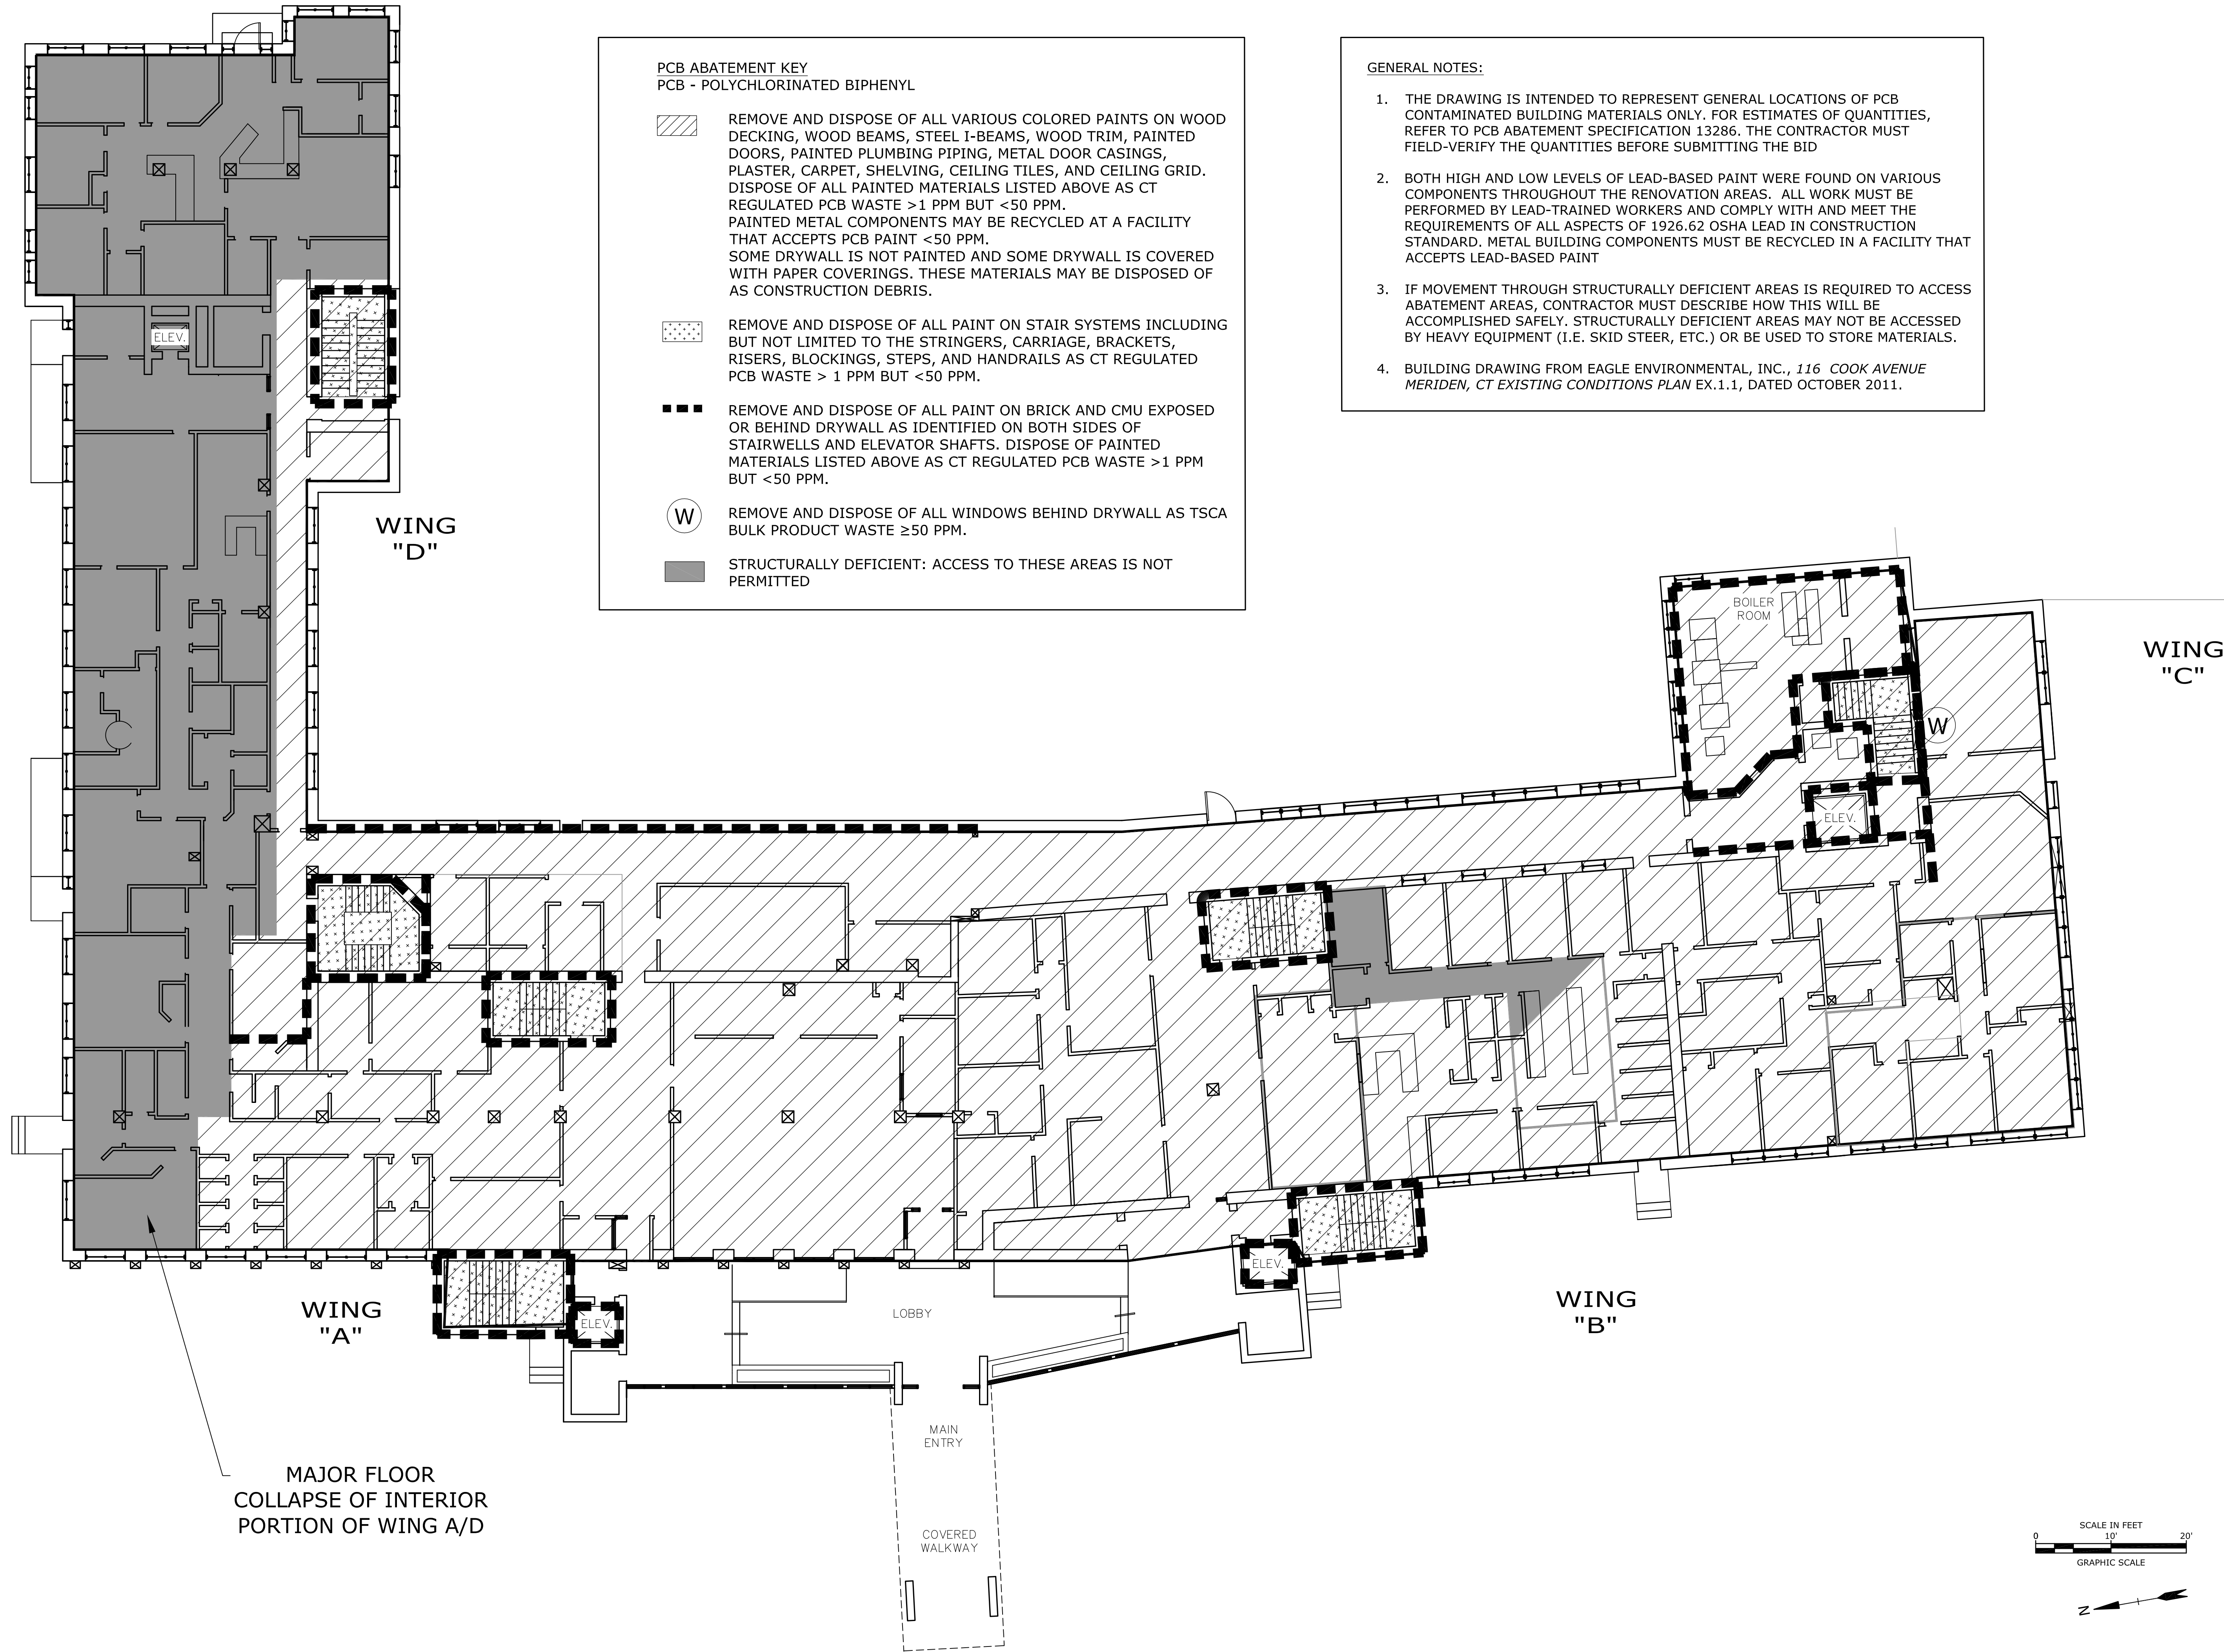 PCB ABATEMENT KEY
PCB - POLYCHLORINATED BIPHENYL
REMOVE AND DISPOSE OF ALL VARIOUS COLORED PAINTS ON WOOD
DECKING, WOOD BEAMS, STEEL I-BEAMS, WOOD TRIM, PAINTED
DOORS, PAINTED PLUMBING PIPING, METAL DOOR CASINGS,
PLASTER, CARPET, SHELVING, CEILING TILES, AND CEILING GRID.
DISPOSE OF ALL PAINTED MATERIALS LISTED ABOVE AS CT
REGULATED PCB WASTE >1 PPM BUT <50 PPM.
PAINTED METAL COMPONENTS MAY BE RECYCLED AT A FACILITY
THAT ACCEPTS PCB PAINT <50 PPM.
SOME DRYWALL IS NOT PAINTED AND SOME DRYWALL IS COVERED
WITH PAPER COVERINGS. THESE MATERIALS MAY BE DISPOSED OF
AS CONSTRUCTION DEBRIS.
REMOVE AND DISPOSE OF ALL PAINT ON STAIR SYSTEMS INCLUDING
BUT NOT LIMITED TO THE STRINGERS, CARRIAGE, BRACKETS,
RISERS, BLOCKINGS, STEPS, AND HANDRAILS AS CT REGULATED
PCB WASTE > 1 PPM BUT <50 PPM.
REMOVE AND DISPOSE OF ALL PAINT ON BRICK AND CMU EXPOSED
OR BEHIND DRYWALL AS IDENTIFIED ON BOTH SIDES OF
STAIRWELLS AND ELEVATOR SHAFTS. DISPOSE OF PAINTED
MATERIALS LISTED ABOVE AS CT REGULATED PCB WASTE >1 PPM
BUT <50 PPM.
W
REMOVE AND DISPOSE OF ALL WINDOWS BEHIND DRYWALL AS TSCA
BULK PRODUCT WASTE ≥50 PPM.
STRUCTURALLY DEFICIENT: ACCESS TO THESE AREAS IS NOT
PERMITTED
GENERAL NOTES:
1. THE DRAWING IS INTENDED TO REPRESENT GENERAL LOCATIONS OF PCB
CONTAMINATED BUILDING MATERIALS ONLY. FOR ESTIMATES OF QUANTITIES,
REFER TO PCB ABATEMENT SPECIFICATION 13286. THE CONTRACTOR MUST
FIELD-VERIFY THE QUANTITIES BEFORE SUBMITTING THE BID
2. BOTH HIGH AND LOW LEVELS OF LEAD-BASED PAINT WERE FOUND ON VARIOUS
COMPONENTS THROUGHOUT THE RENOVATION AREAS. ALL WORK MUST BE
PERFORMED BY LEAD-TRAINED WORKERS AND COMPLY WITH AND MEET THE
REQUIREMENTS OF ALL ASPECTS OF 1926.62 OSHA LEAD IN CONSTRUCTION
STANDARD. METAL BUILDING COMPONENTS MUST BE RECYCLED IN A FACILITY THAT
ACCEPTS LEAD-BASED PAINT
3. IF MOVEMENT THROUGH STRUCTURALLY DEFICIENT AREAS IS REQUIRED TO ACCESS
ABATEMENT AREAS, CONTRACTOR MUST DESCRIBE HOW THIS WILL BE
ACCOMPLISHED SAFELY. STRUCTURALLY DEFICIENT AREAS MAY NOT BE ACCESSED
BY HEAVY EQUIPMENT (I.E. SKID STEER, ETC.) OR BE USED TO STORE MATERIALS.
4. BUILDING DRAWING FROM EAGLE ENVIRONMENTAL, INC., 116 COOK AVENUE
MERIDEN, CT EXISTING CONDITIONS PLAN EX.1.1, DATED OCTOBER 2011.
ELEV.
WING
"D"
BOILER
ROOM
WING
"C"
W
ELEV.
ELEV.
WING
"A"
ELEV.
LOBBY
WING
"B"
MAIN
ENTRY
MAJOR FLOOR
COLLAPSE OF INTERIOR
PORTION OF WING A/D
COVERED
WALKWAY
SCALE IN FEET
0 10' 20'
GRAPHIC SCALE
N